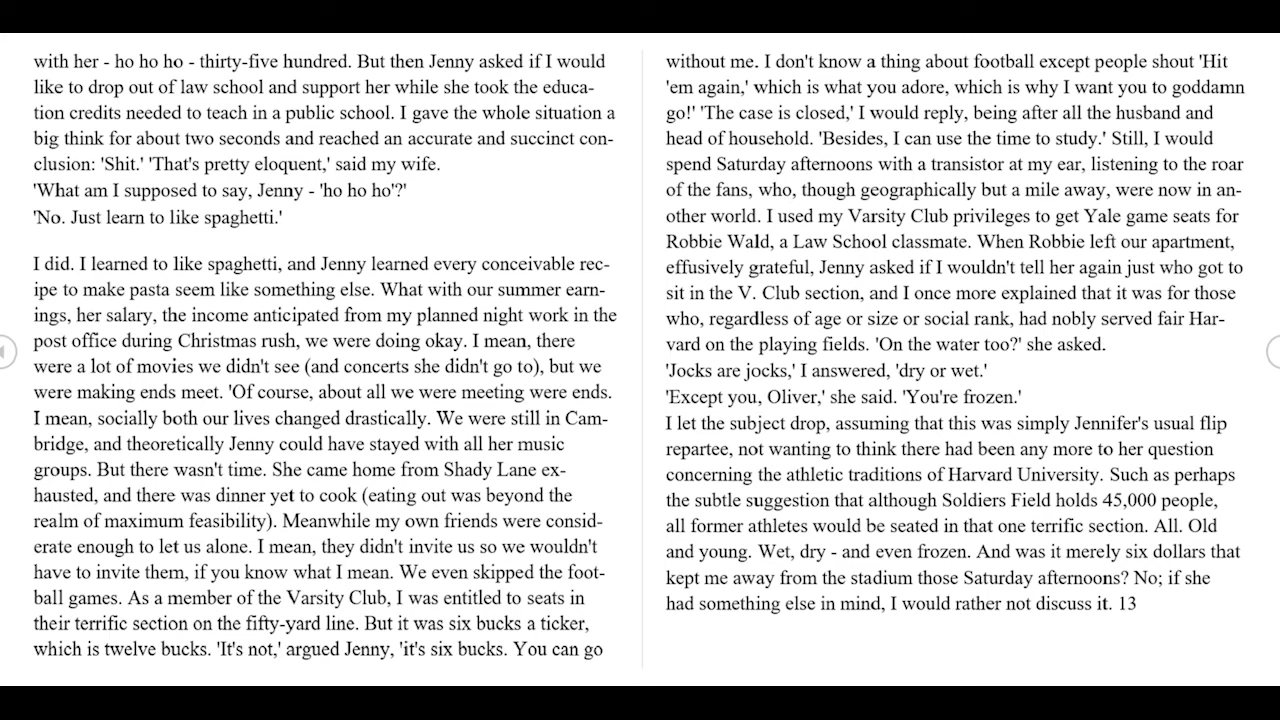 with her - ho ho ho - thirty-five hundred. But then Jenny asked if I would
like to drop out of law school and support her while she took the educa-
tion credits needed to teach in a public school. I gave the whole situation a
big think for about two seconds and reached an accurate and succinct con-
clusion: 'Shit.' 'That's pretty eloquent,' said my wife.
'What am I supposed to say, Jenny - 'ho ho ho'?'
'No. Just learn to like spaghetti.'
I did. I learned to like spaghetti, and Jenny learned every conceivable rec-
ipe to make pasta seem like something else. What with our summer earn-
ings, her salary, the income anticipated from my planned night work in the
post office during Christmas rush, we were doing okay. I mean, there
were a lot of movies we didn't see (and concerts she didn't go to), but we
were making ends meet. 'Of course, about all we were meeting were ends.
I mean, socially both our lives changed drastically. We were still in Cam-
bridge, and theoretically Jenny could have stayed with all her music
groups. But there wasn't time. She came home from Shady Lane ex-
hausted, and there was dinner yet to cook (eating out was beyond the
realm of maximum feasibility). Meanwhile my own friends were consid-
erate enough to let us alone. I mean, they didn't invite us so we wouldn't
have to invite them, if you know what I mean. We even skipped the foot-
ball games. As a member of the Varsity Club, I was entitled to seats in
their terrific section on the fifty-yard line. But it was six bucks a ticker,
which is twelve bucks. 'It's not,' argued Jenny, 'it's six bucks. You can go
without me. I don't know a thing about football except people shout 'Hit
'em again,' which is what you adore, which is why I want you to goddamn
go!' 'The case is closed,' I would reply, being after all the husband and
head of household. 'Besides, I can use the time to study.' Still, I would
spend Saturday afternoons with a transistor at my ear, listening to the roar
of the fans, who, though geographically but a mile away, were now in an-
other world. I used my Varsity Club privileges to get Yale game seats for
Robbie Wald, a Law School classmate. When Robbie left our apartment,
effusively grateful, Jenny asked if I wouldn't tell her again just who got to
sit in the V. Club section, and I once more explained that it was for those
who, regardless of age or size or social rank, had nobly served fair Har-
vard on the playing fields. 'On the water too?' she asked.
'Jocks are jocks,' I answered, 'dry or wet.'
'Except you, Oliver,' she said. 'You're frozen.'
I let the subject drop, assuming that this was simply Jennifer's usual flip
repartee, not wanting to think there had been any more to her question
concerning the athletic traditions of Harvard University. Such as perhaps
the subtle suggestion that although Soldiers Field holds 45,000 people,
all former athletes would be seated in that one terrific section. All. Old
and young. Wet, dry - and even frozen. And was it merely six dollars that
kept me away from the stadium those Saturday afternoons? No; if she
had something else in mind, I would rather not discuss it. 13